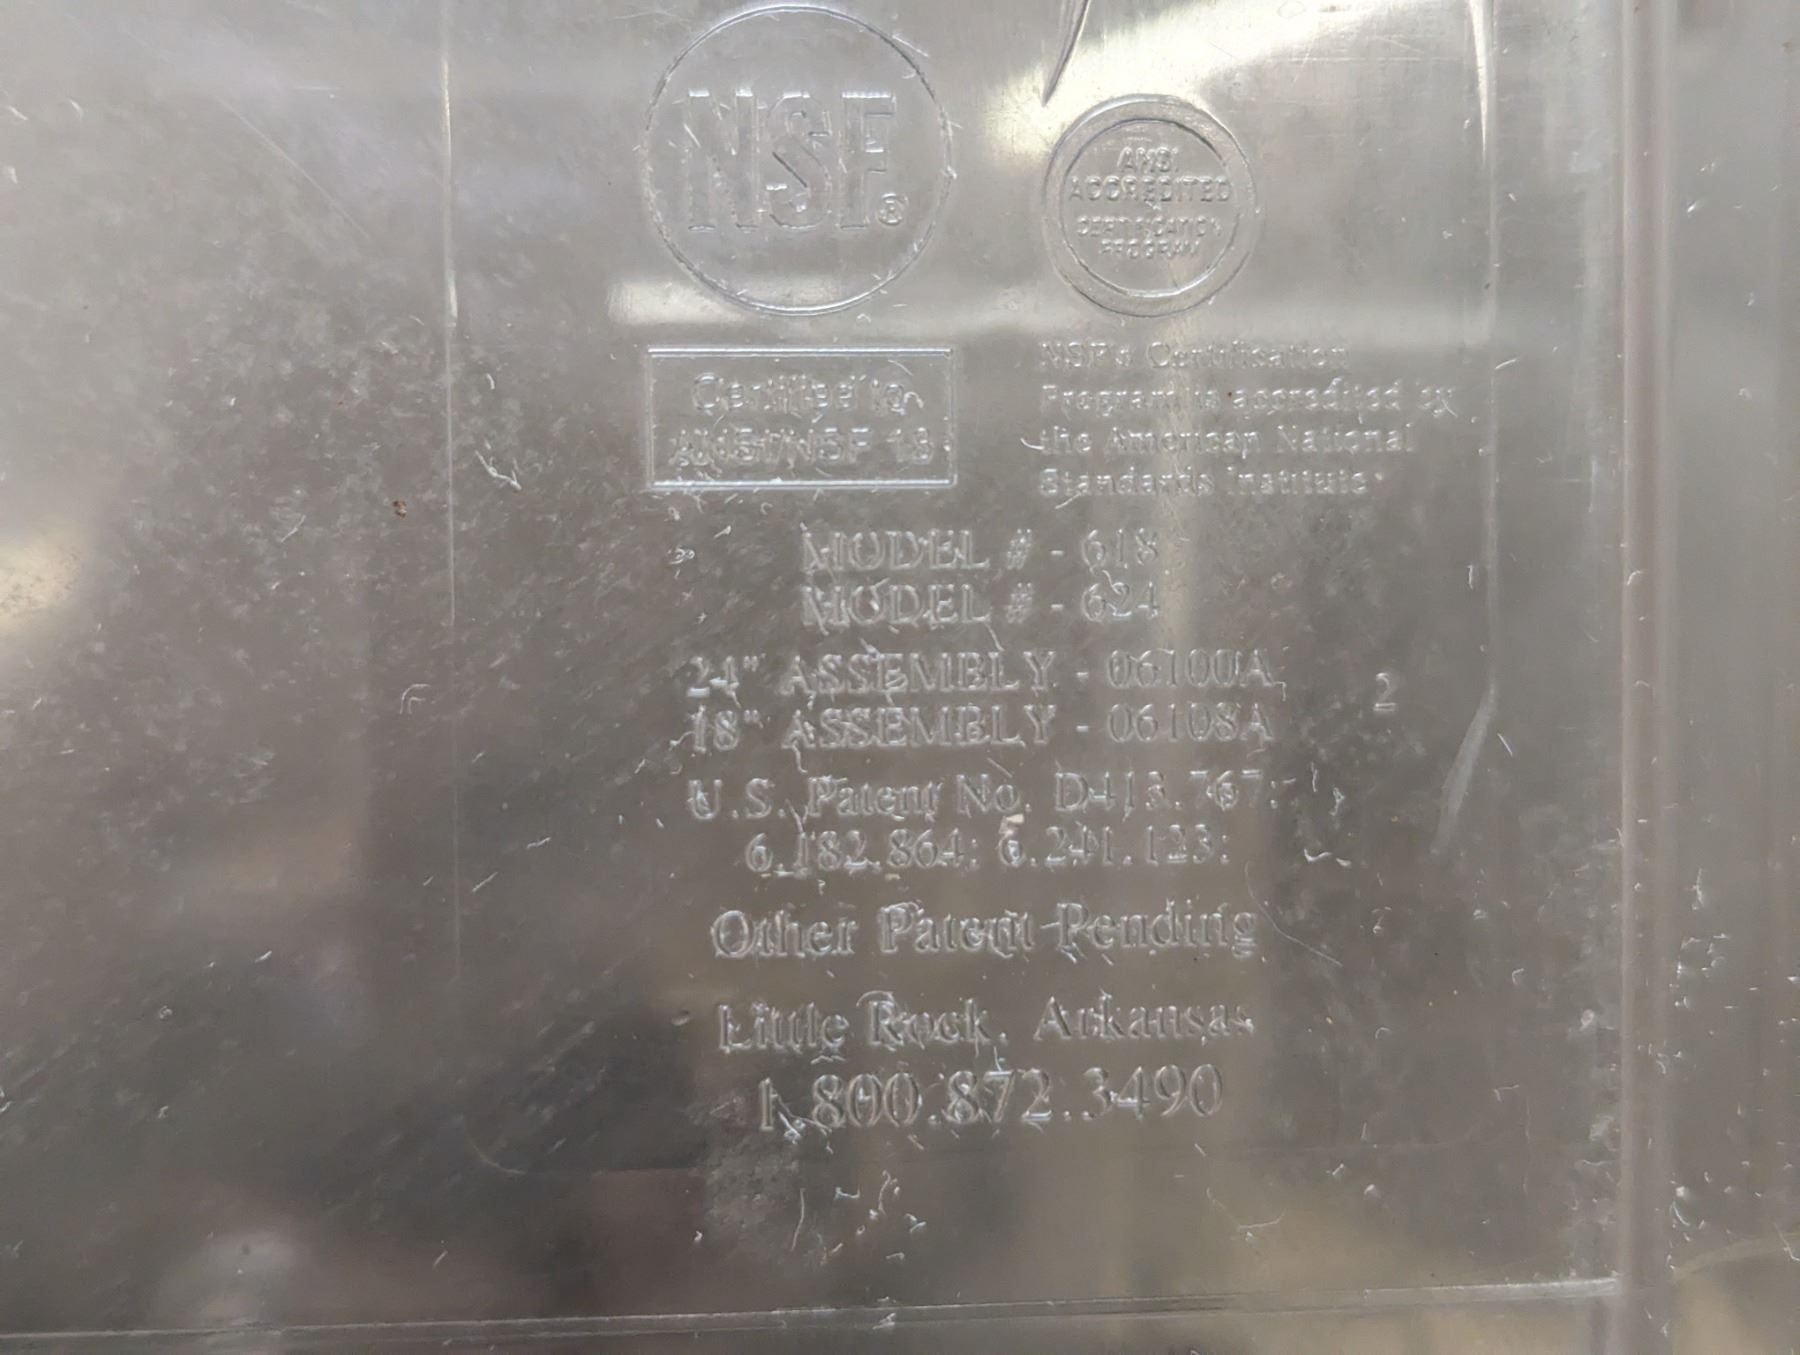 NSF®
ANSI
ACCREDITED
CERTIFICATION
PROGRAM
Certified to
ANSI/NSF 18
NSF's Certification
Program is accredited by
the American National
Standards Institute
MODEL # - 618
MODEL # - 624
24" ASSEMBLY - 06100A
18" ASSEMBLY - 06108A
2
U.S. Patent No. D413.767;
6.182.864; 6.241.123;
Other Patent Pending
Little Rock, Arkansas
1.800.872.3490